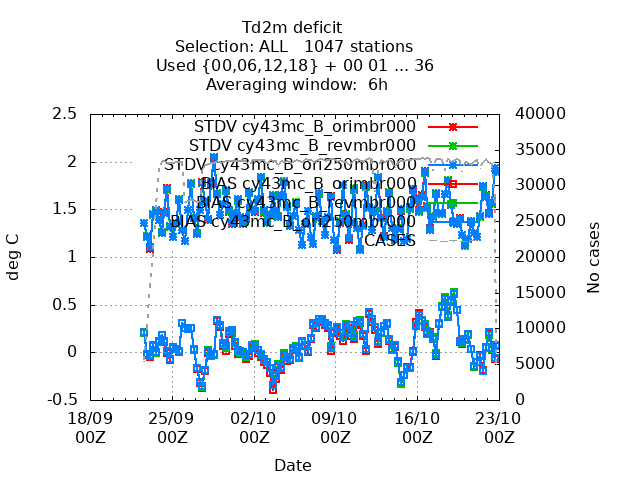 Td2m deficit
Selection: ALL   1047 stations
Used {00,06,12,18} + 00 01 ... 36
Averaging window:  6h
2.5
2
1.5
1
0.5
0
-0.5
40000
35000
30000
25000
20000
15000
10000
5000
0
deg C
No cases
STDV cy43mc_B_orimbr000
STDV cy43mc_B_revmbr000
STDV cy43mc_B_ori250mbr000
BIAS cy43mc_B_orimbr000
BIAS cy43mc_B_revmbr000
BIAS cy43mc_B_ori250mbr000
CASES
18/09 25/09 02/10 09/10 16/10 23/10
00Z 00Z 00Z 00Z 00Z 00Z
Date